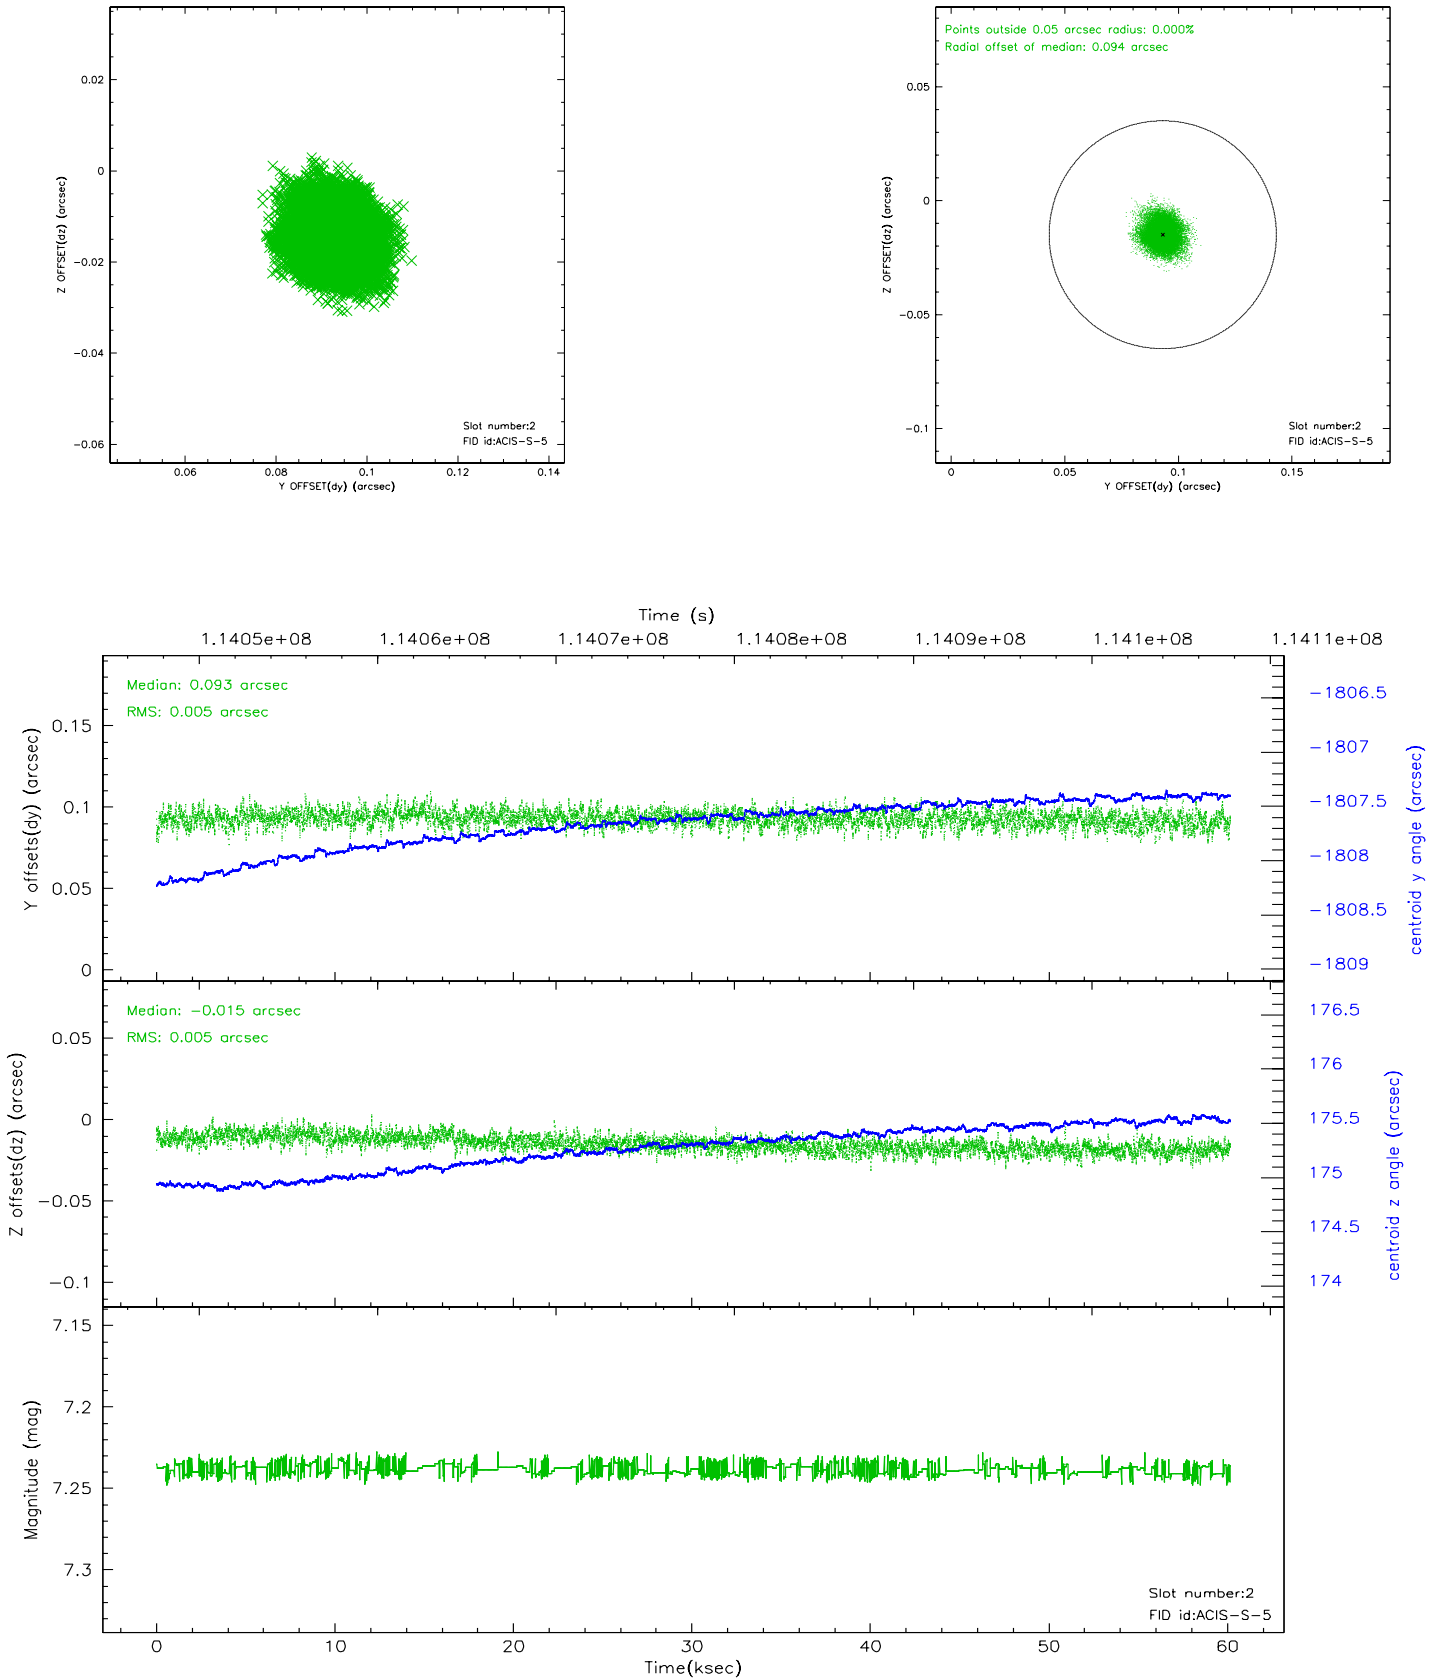 0.02
0
−0.02
−0.04
−0.06
Z OFFSET(dz) (arcsec)
Slot number:2
FID id:ACIS−S−5
0.06 0.08 0.1 0.12 0.14
Y OFFSET(dy) (arcsec)
Points outside 0.05 arcsec radius: 0.000%
Radial offset of median: 0.094 arcsec
0.05
0
−0.05
−0.1
Z OFFSET(dz) (arcsec)
Slot number:2
FID id:ACIS−S−5
0 0.05 0.1 0.15
Y OFFSET(dy) (arcsec)
Time (s)
1.1405e+08 1.1406e+08 1.1407e+08 1.1408e+08 1.1409e+08 1.141e+08 1.1411e+08
Median: 0.093 arcsec
RMS: 0.005 arcsec
0.15
0.1
0.05
0
Y offsets(dy) (arcsec)
−1806.5
−1807
−1807.5
−1808
−1808.5
−1809
centroid y angle (arcsec)
Median: −0.015 arcsec
RMS: 0.005 arcsec
0.05
0
−0.05
−0.1
Z offsets(dz) (arcsec)
176.5
176
175.5
175
174.5
174
centroid z angle (arcsec)
7.15
7.2
7.25
7.3
Magnitude (mag)
Slot number:2
FID id:ACIS−S−5
0 10 20 30 40 50 60
Time(ksec)